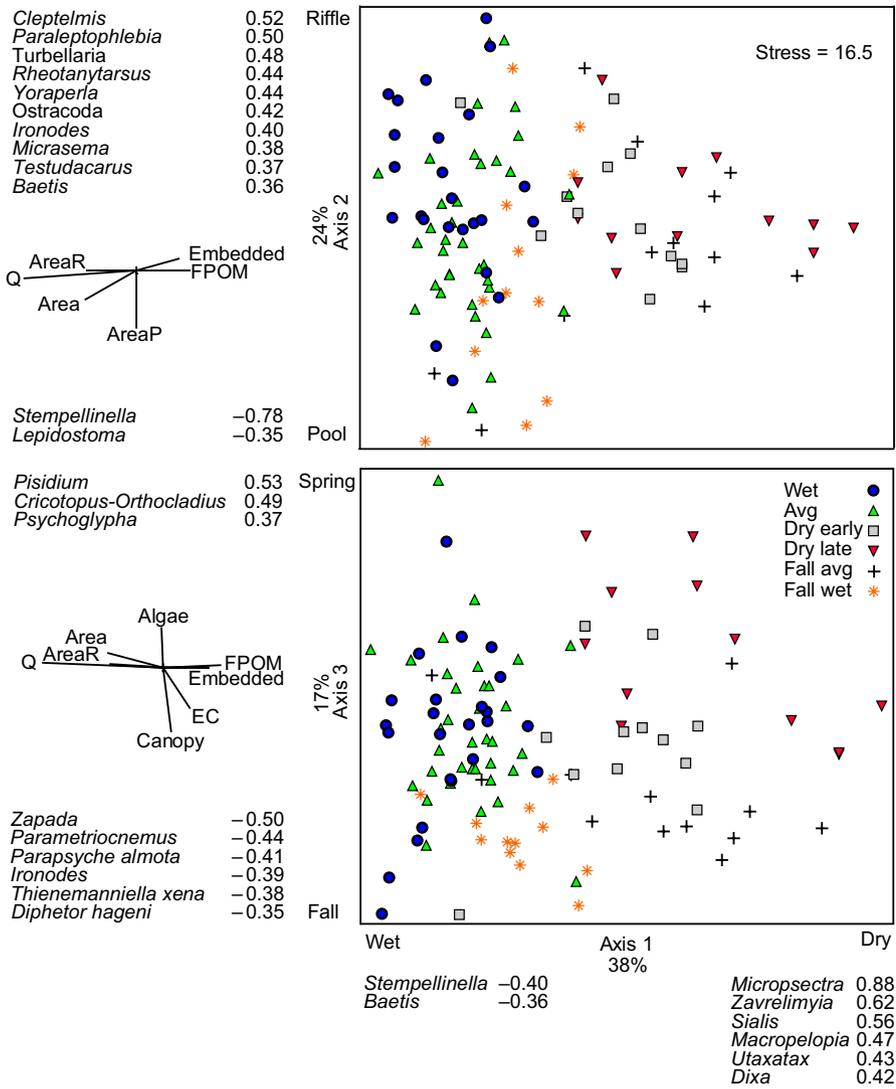 Cleptelmis 0.52 Riffle
Paraleptophlebia 0.50
Turbellaria 0.48
Rheotanytarsus 0.44
Yoraperla 0.44
Ostracoda 0.42
Ironodes 0.40
Micrasema 0.38
Testudacarus 0.37
Baetis 0.36
Stress = 16.5
24%
Axis 2
Embedded
AreaR
FPOM
Q
Area
AreaP
Stempellinella –0.78
Lepidostoma –0.35 Pool
Pisidium 0.53 Spring
Cricotopus-Orthocladius 0.49
Psychoglypha 0.37
Wet
Avg
Dry early
Dry late
Fall avg
Fall wet
17%
Axis 3
Algae
Area
AreaR
Q
FPOM
Embedded
EC
Canopy
Zapada –0.50
Parametriocnemus –0.44
Parapsyche almota –0.41
Ironodes –0.39
Thienemanniella xena –0.38
Diphetor hageni –0.35 Fall
Wet Axis 1 Dry
38%
Stempellinella –0.40
Baetis –0.36
Micropsectra 0.88
Zavrelimyia 0.62
Sialis 0.56
Macropelopia 0.47
Utaxatax 0.43
Dixa 0.42